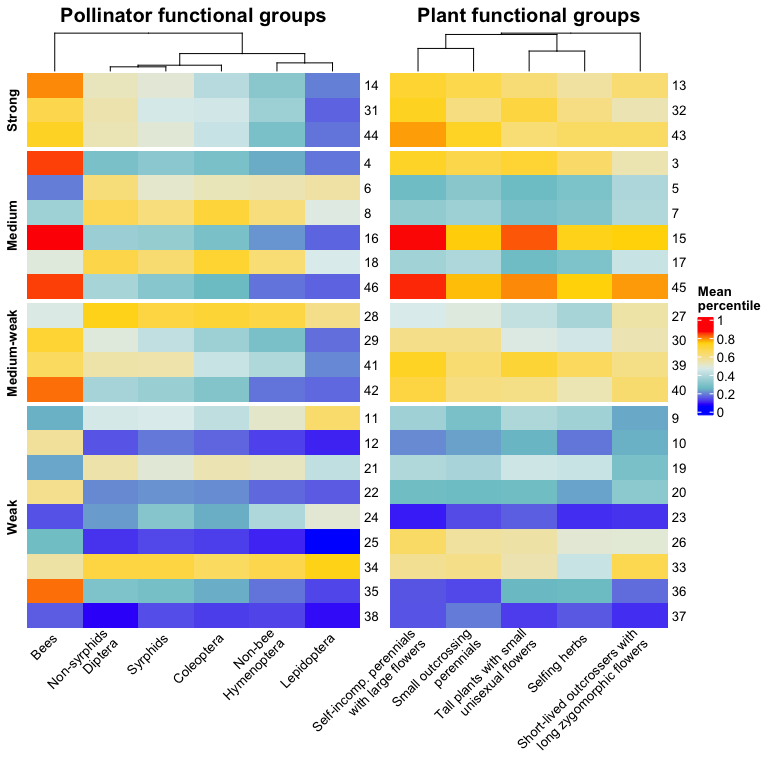 Pollinator functional groups
Plant functional groups
Strong
14
31
44
13
32
43
Medium
4
6
8
16
18
46
3
5
7
15
17
45
Medium-weak
28
29
41
42
27
30
39
40
Weak
11
12
21
22
24
25
34
35
38
9
10
19
20
23
26
33
36
37
Mean
percentile
1
0.8
0.6
0.4
0.2
0
Bees
Non-syrphids
Diptera
Syrphids
Coleoptera
Non-bee
Hymenoptera
Lepidoptera
Self-incomp. perennials
with large flowers
Small outcrossing
perennials
Tall plants with small
unisexual flowers
Selfing herbs
Short-lived outcrossers with
long zygomorphic flowers